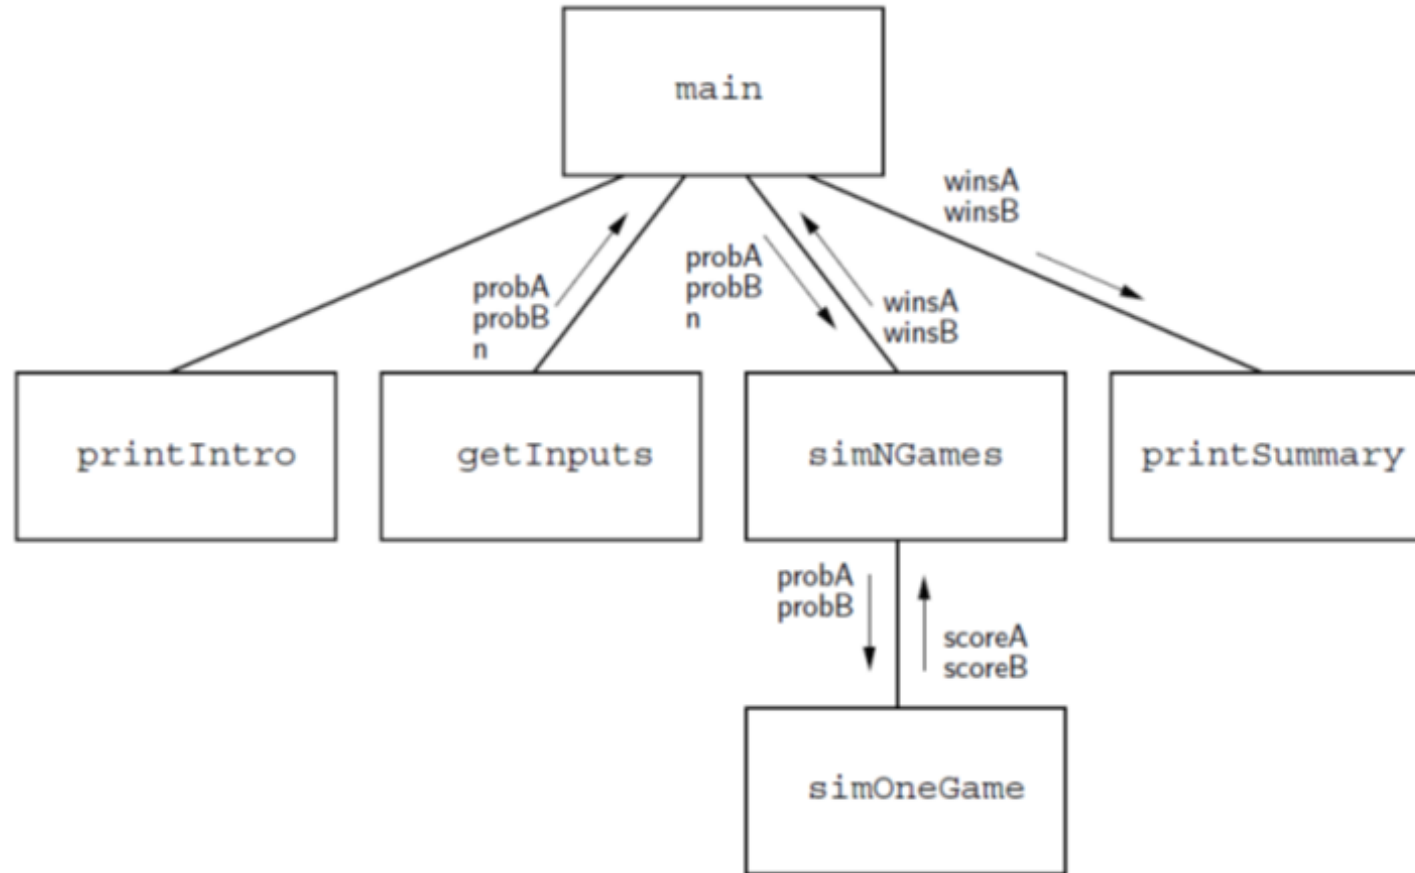 main
winsA
winsB
probA
probB
n
probA
probB
n
winsA
winsB
printIntro
getInputs
simNGames
printSummary
probA
probB
scoreA
scoreB
simOneGame